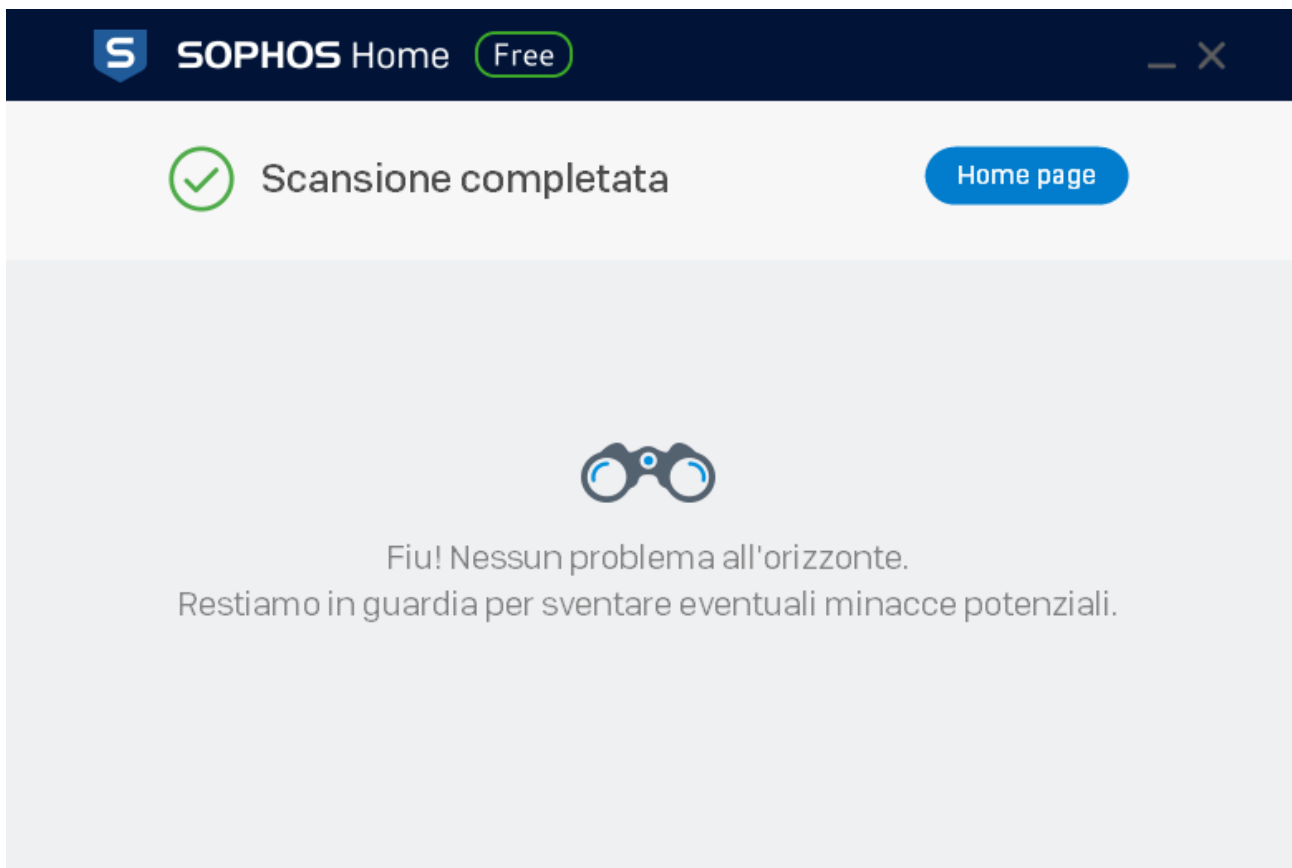 S SOPHOS Home Free
Scansione completata
Home page
Fiu! Nessun problema all'orizzonte.
Restiamo in guardia per sventare eventuali minacce potenziali.